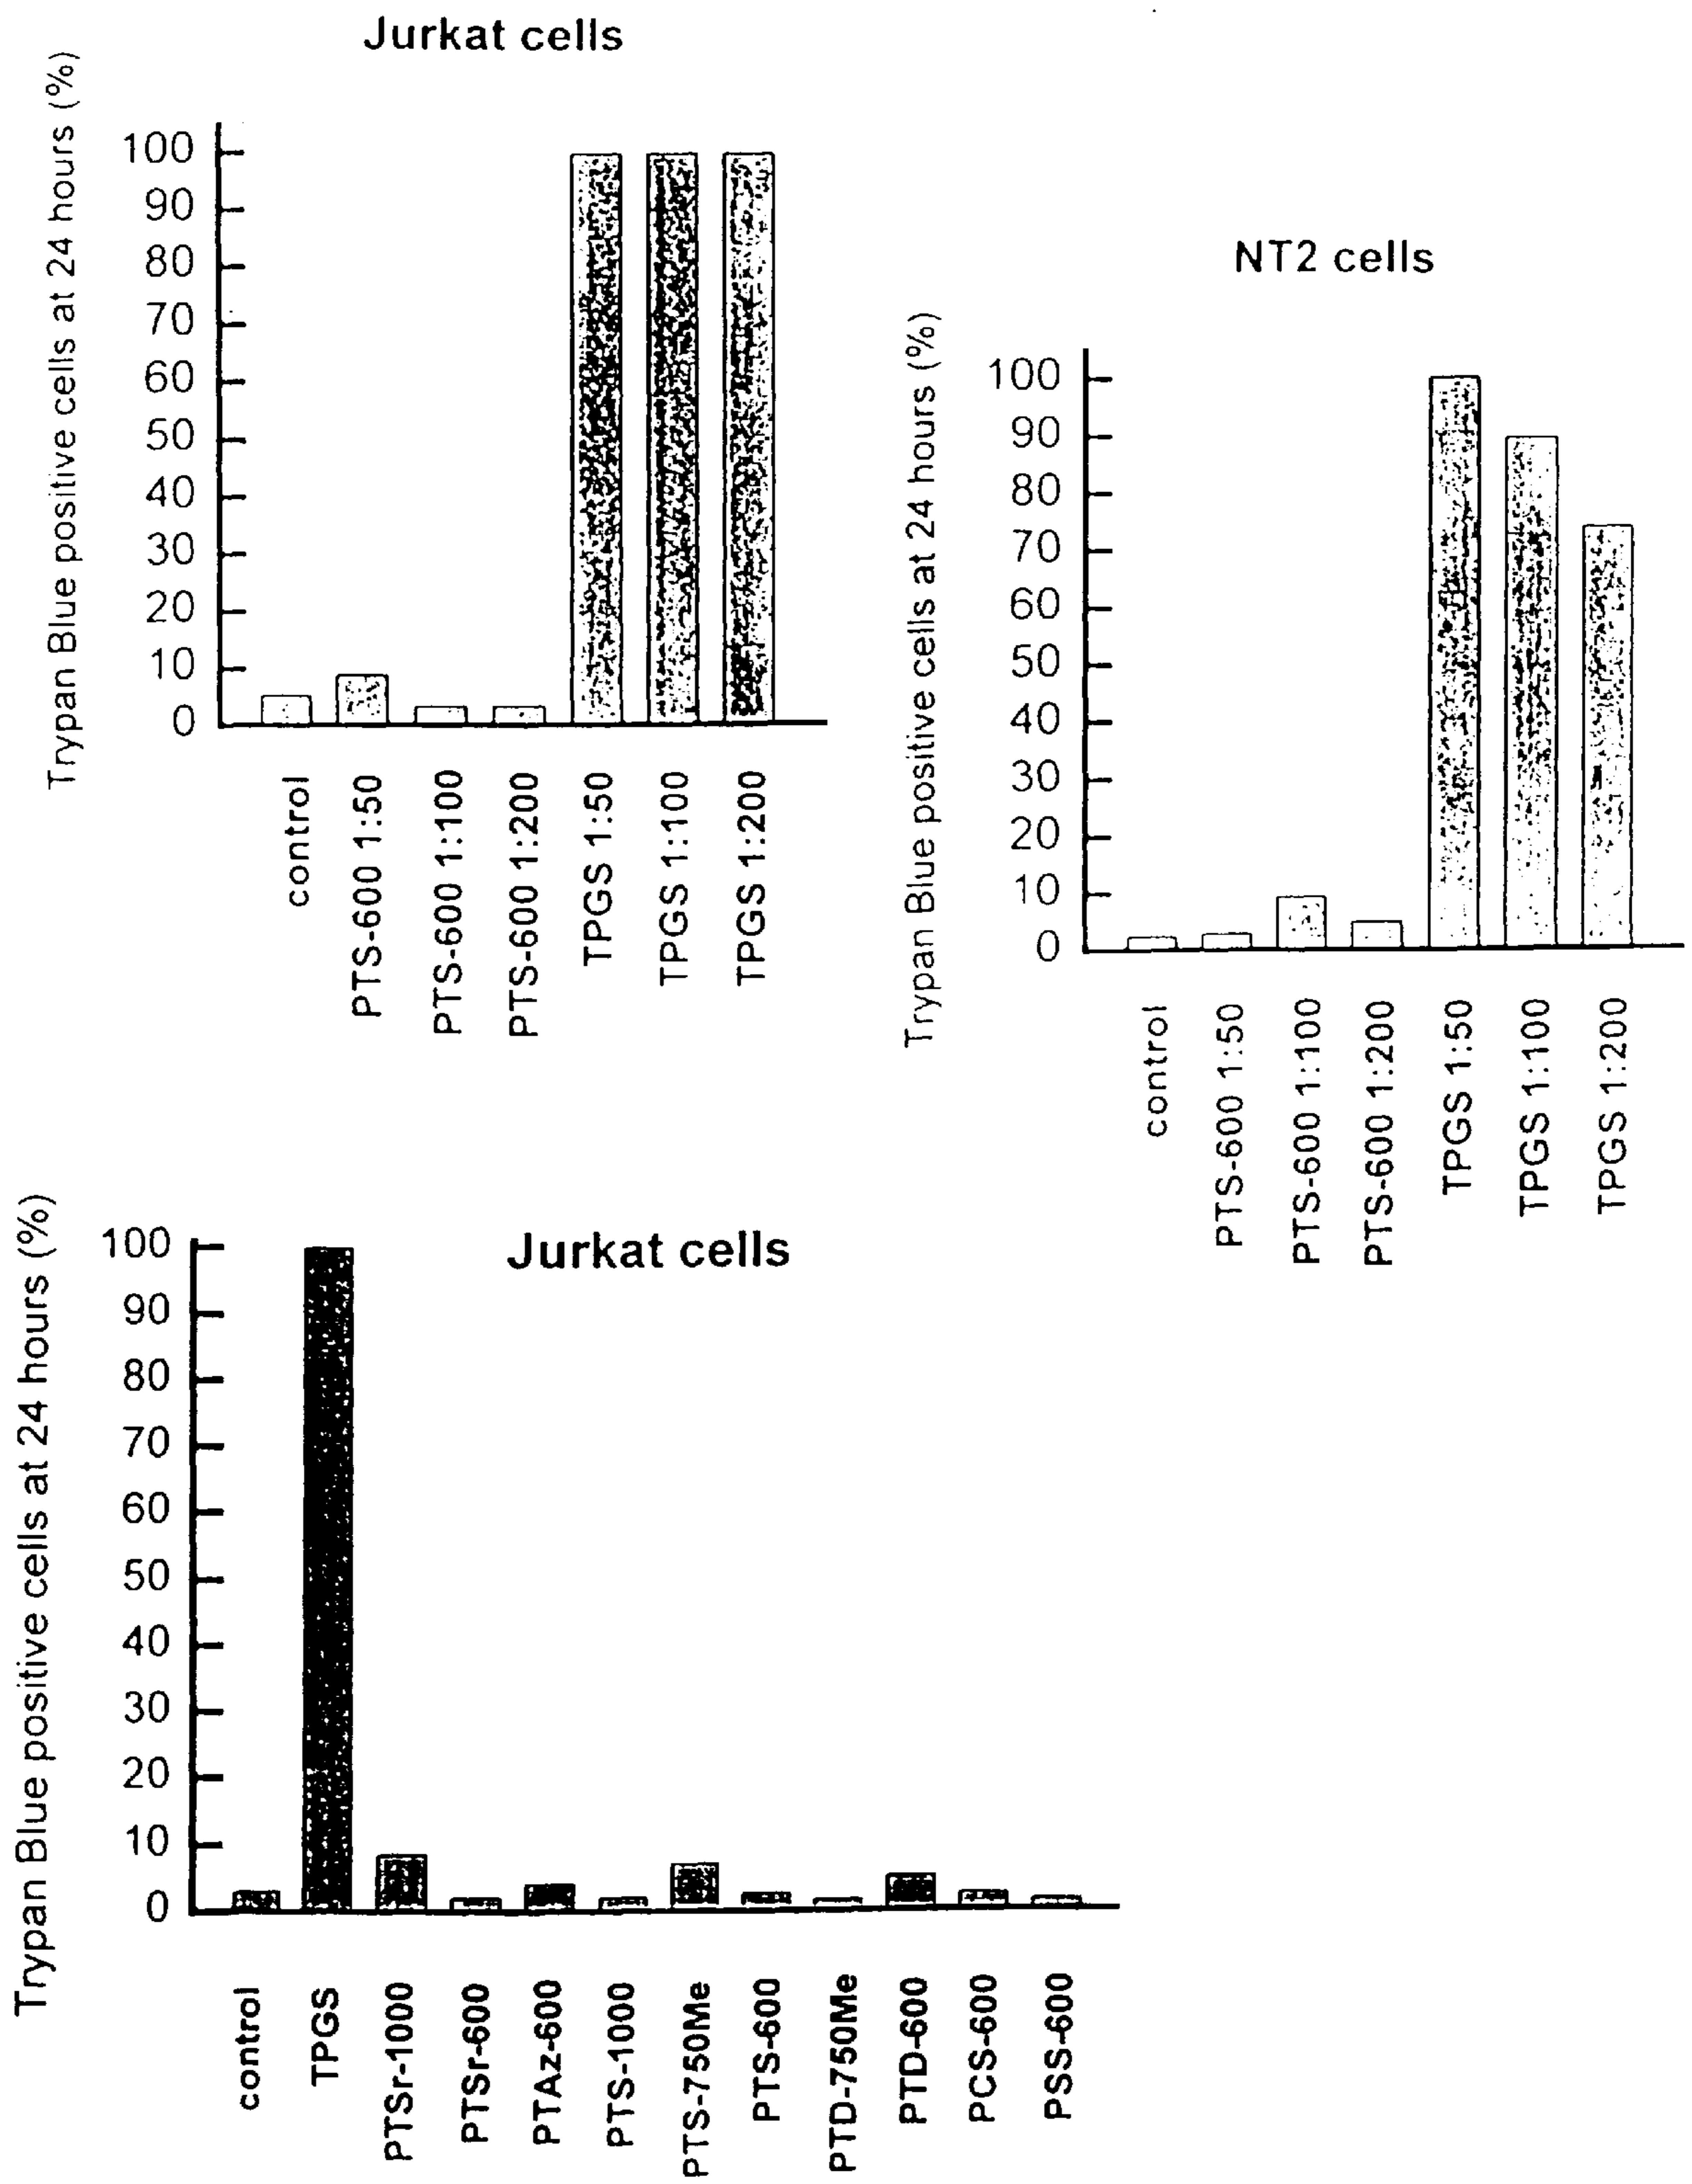 Jurkat cells
Trypan Blue positive cells at 24 hours (%)
100
90
80
70
60
50
40
30
20
10
0
control
PTS-600 1:50
PTS-600 1:100
PTS-600 1:200
TPGS 1:50
TPGS 1:100
TPGS 1:200
NT2 cells
Trypan Blue positive cells at 24 hours (%)
100
90
80
70
60
50
40
30
20
10
0
control
PTS-600 1:50
PTS-600 1:100
PTS-600 1:200
TPGS 1:50
TPGS 1:100
TPGS 1:200
Jurkat cells
Trypan Blue positive cells at 24 hours (%)
100
90
80
70
60
50
40
30
20
10
0
control
TPGS
PTSr-1000
PTSr-600
PTAz-600
PTS-1000
PTS-750Me
PTS-600
PTD-750Me
PTD-600
PCS-600
PSS-600